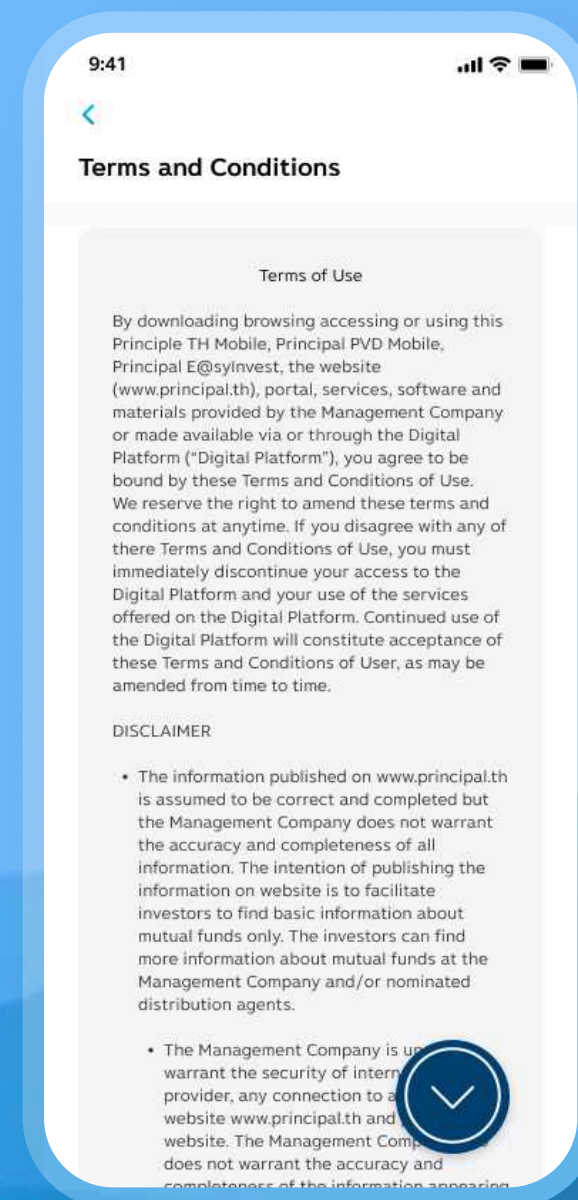 9:41
Terms and Conditions
Terms of Use
By downloading browsing accessing or using this
Principle TH Mobile, Principal PVD Mobile,
Principal E@syInvest, the website
(www.principal.th), portal, services, software and
materials provided by the Management Company
or made available via or through the Digital
Platform (“Digital Platform”), you agree to be
bound by these Terms and Conditions of Use.
We reserve the right to amend these terms and
conditions at anytime. If you disagree with any of
there Terms and Conditions of Use, you must
immediately discontinue your access to the
Digital Platform and your use of the services
offered on the Digital Platform. Continued use of
the Digital Platform will constitute acceptance of
these Terms and Conditions of User, as may be
amended from time to time.
DISCLAIMER
• The information published on www.principal.th
is assumed to be correct and completed but
the Management Company does not warrant
the accuracy and completeness of all
information. The intention of publishing the
information on website is to facilitate
investors to find basic information about
mutual funds only. The investors can find
more information about mutual funds at the
Management Company and/or nominated
distribution agents.
• The Management Company is
warrant the security of
provider, any connection to
website www.principal.th and
website. The Management
does not warrant the accuracy and
completeness of the information appearing